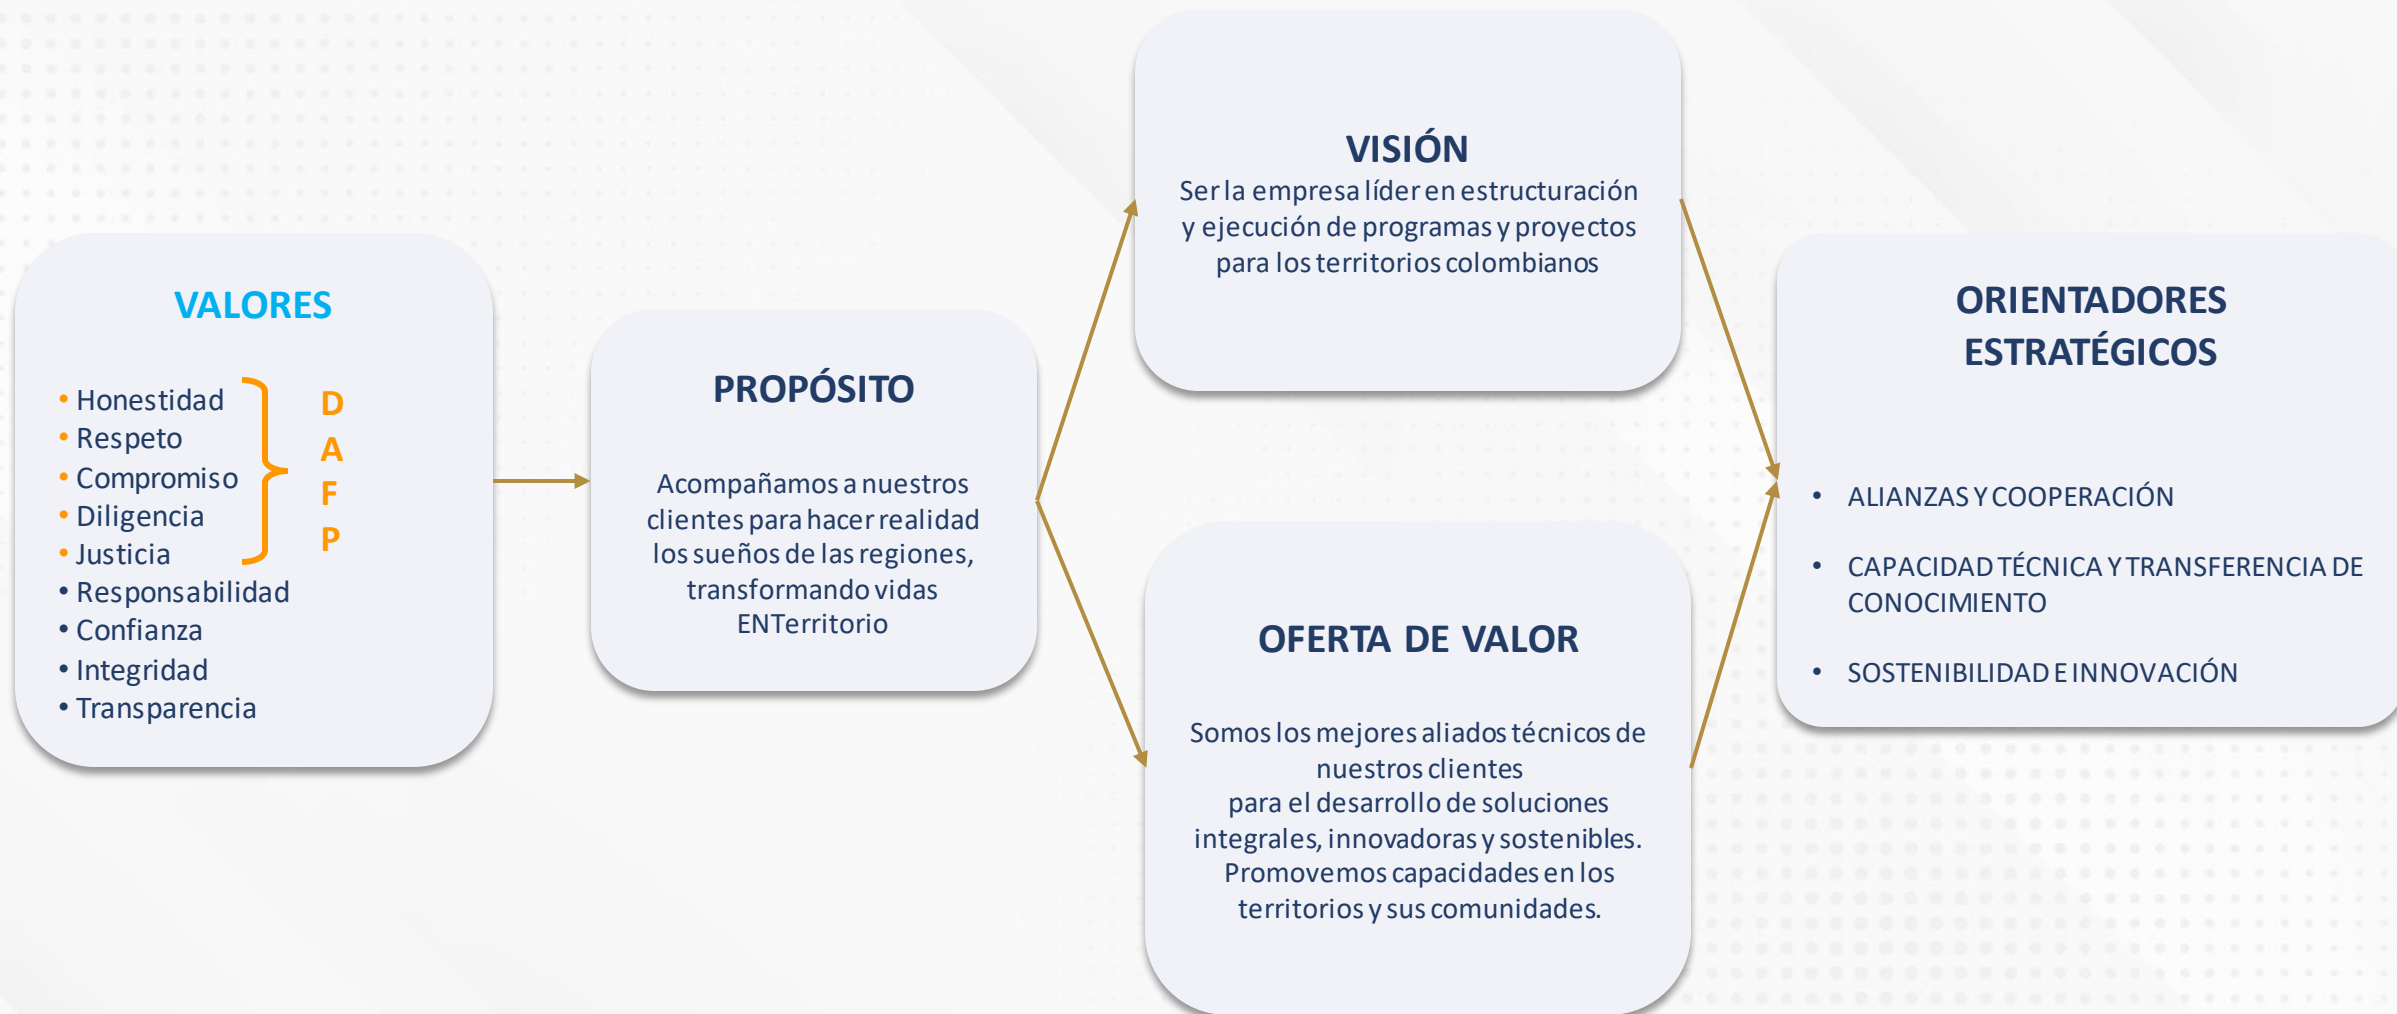 VALORES
• Honestidad
• Respeto
• Compromiso
• Diligencia
• Justicia
• Responsabilidad
• Confianza
• Integridad
• Transparencia
D
A
F
P
PROPÓSITO
Acompañamos a nuestros
clientes para hacer realidad
los sueños de las regiones,
transformando vidas
ENTerritorio
VISIÓN
Ser la empresa líder en estructuración
y ejecución de programas y proyectos
para los territorios colombianos
OFERTA DE VALOR
Somos los mejores aliados técnicos de
nuestros clientes
para el desarrollo de soluciones
integrales, innovadoras y sostenibles.
Promovemos capacidades en los
territorios y sus comunidades.
ORIENTADORES
ESTRATÉGICOS
• ALIANZAS Y COOPERACIÓN
• CAPACIDAD TÉCNICA Y TRANSFERENCIA DE
CONOCIMIENTO
• SOSTENIBILIDAD E INNOVACIÓN